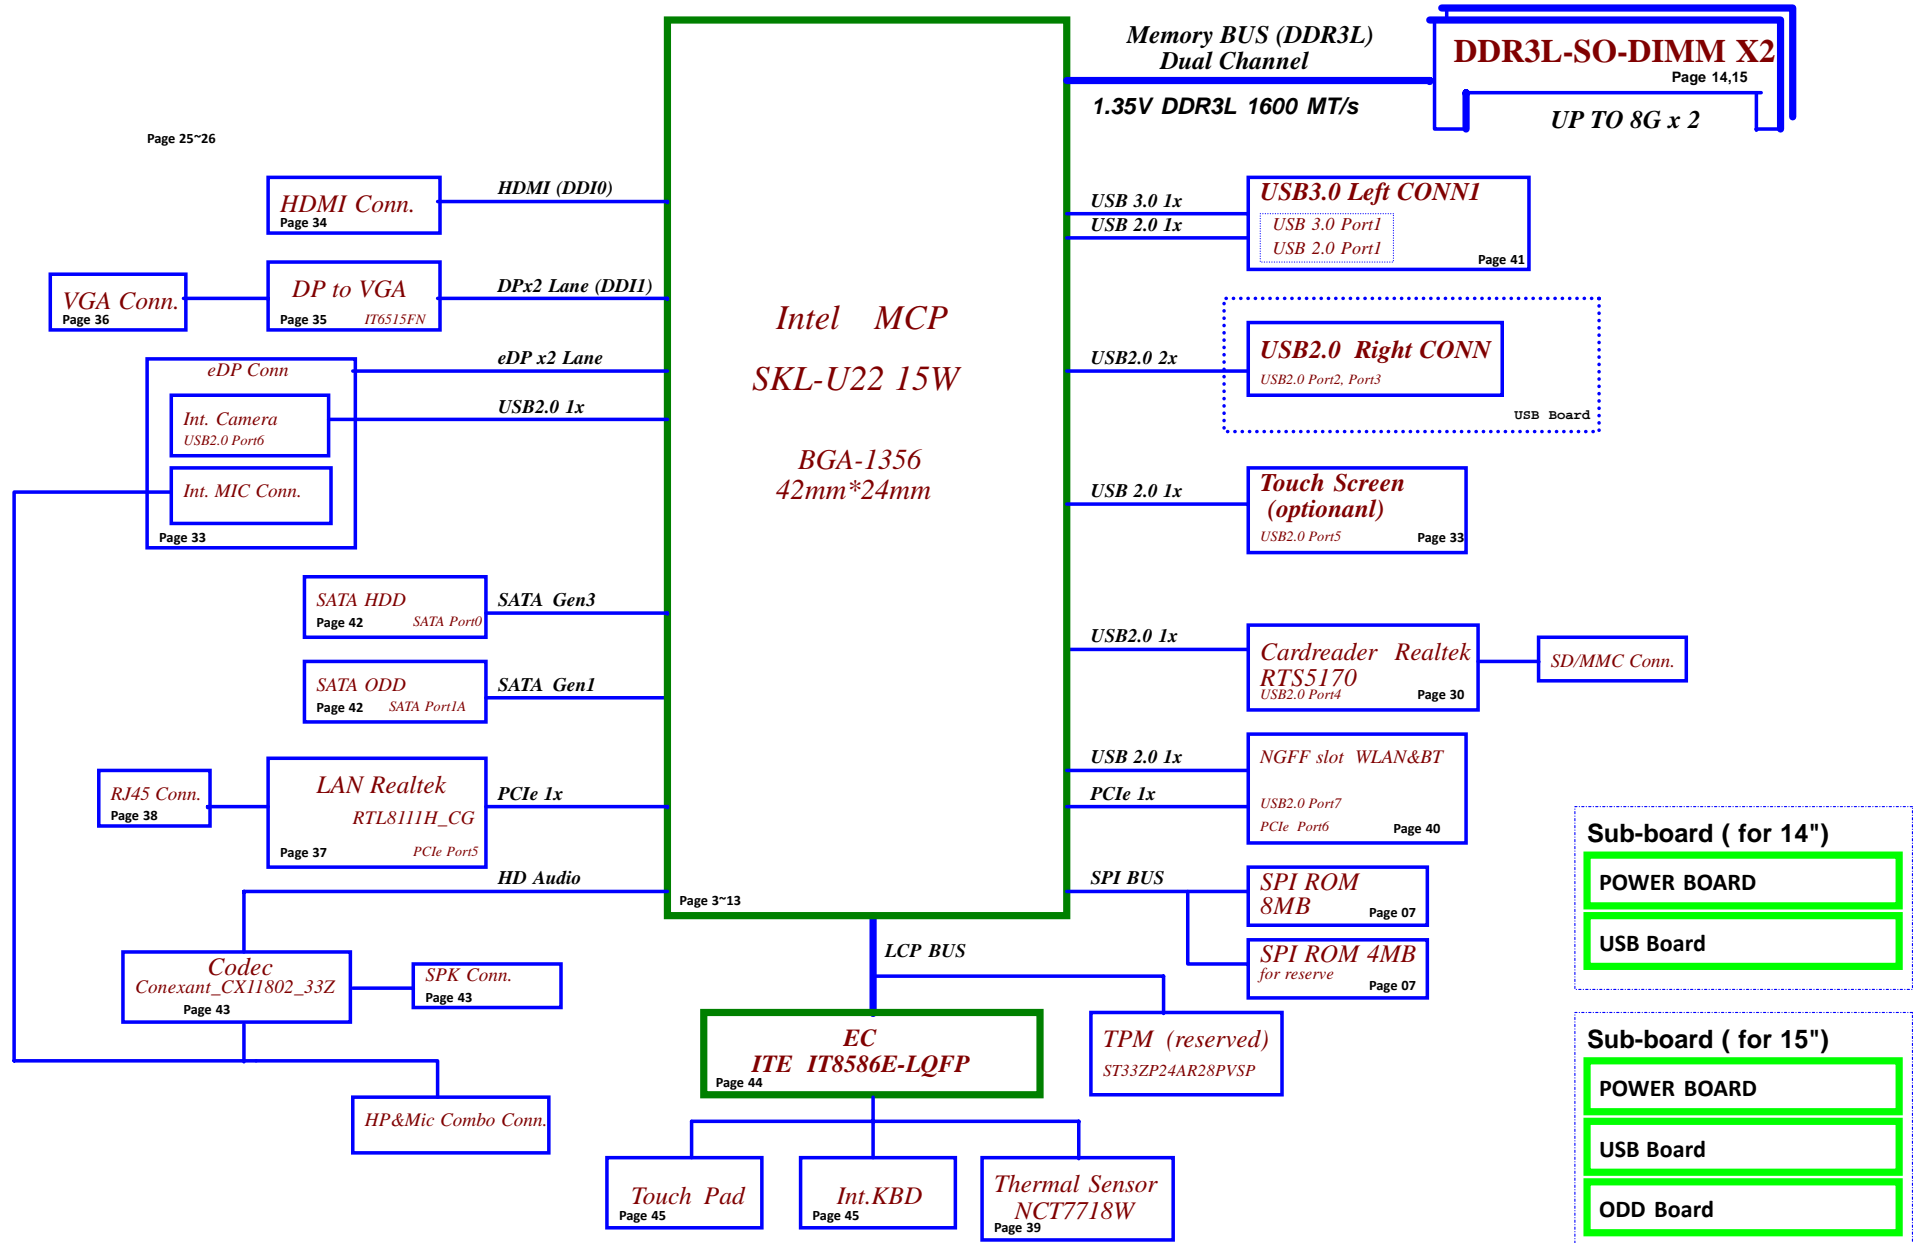 Memory BUS (DDR3L)
Dual Channel
1.35V DDR3L 1600 MT/s
DDR3L-SO-DIMM X2
Page 14,15
UP TO 8G x 2
Page 25~26
HDMI Conn.
Page 34
HDMI (DDI0)
VGA Conn.
Page 36
DP to VGA
Page 35 IT6515FN
DPx2 Lane (DDI1)
eDP Conn
eDP x2 Lane
Int. Camera
USB2.0 Port6
USB2.0 1x
Int. MIC Conn.
Page 33
SATA HDD
Page 42 SATA Port0
SATA Gen3
SATA ODD
Page 42 SATA Port1A
SATA Gen1
RJ45 Conn.
Page 38
LAN Realtek
RTL8111H_CG
Page 37 PCIe Port5
PCIe 1x
HD Audio
Codec
Conexant_CX11802_33Z
Page 43
SPK Conn.
Page 43
HP&Mic Combo Conn.
Intel MCP
SKL-U22 15W
BGA-1356
42mm*24mm
Page 3~13
USB 3.0 1x
USB 2.0 1x
USB3.0 Left CONN1
USB 3.0 Port1
USB 2.0 Port1
Page 41
USB2.0 2x
USB2.0 Right CONN
USB2.0 Port2, Port3
USB Board
USB 2.0 1x
Touch Screen
(optionanl)
USB2.0 Port5 Page 33
USB2.0 1x
Cardreader Realtek
RTS5170
USB2.0 Port4 Page 30
SD/MMC Conn.
USB 2.0 1x
PCIe 1x
NGFF slot WLAN&BT
USB2.0 Port7
PCIe Port6 Page 40
SPI BUS
SPI ROM
8MB
Page 07
SPI ROM 4MB
for reserve
Page 07
LCP BUS
EC
ITE IT8586E-LQFP
Page 44
TPM (reserved)
ST33ZP24AR28PVSP
Touch Pad
Page 45
Int.KBD
Page 45
Thermal Sensor
NCT7718W
Page 39
Sub-board ( for 14")
POWER BOARD
USB Board
Sub-board ( for 15")
POWER BOARD
USB Board
ODD Board